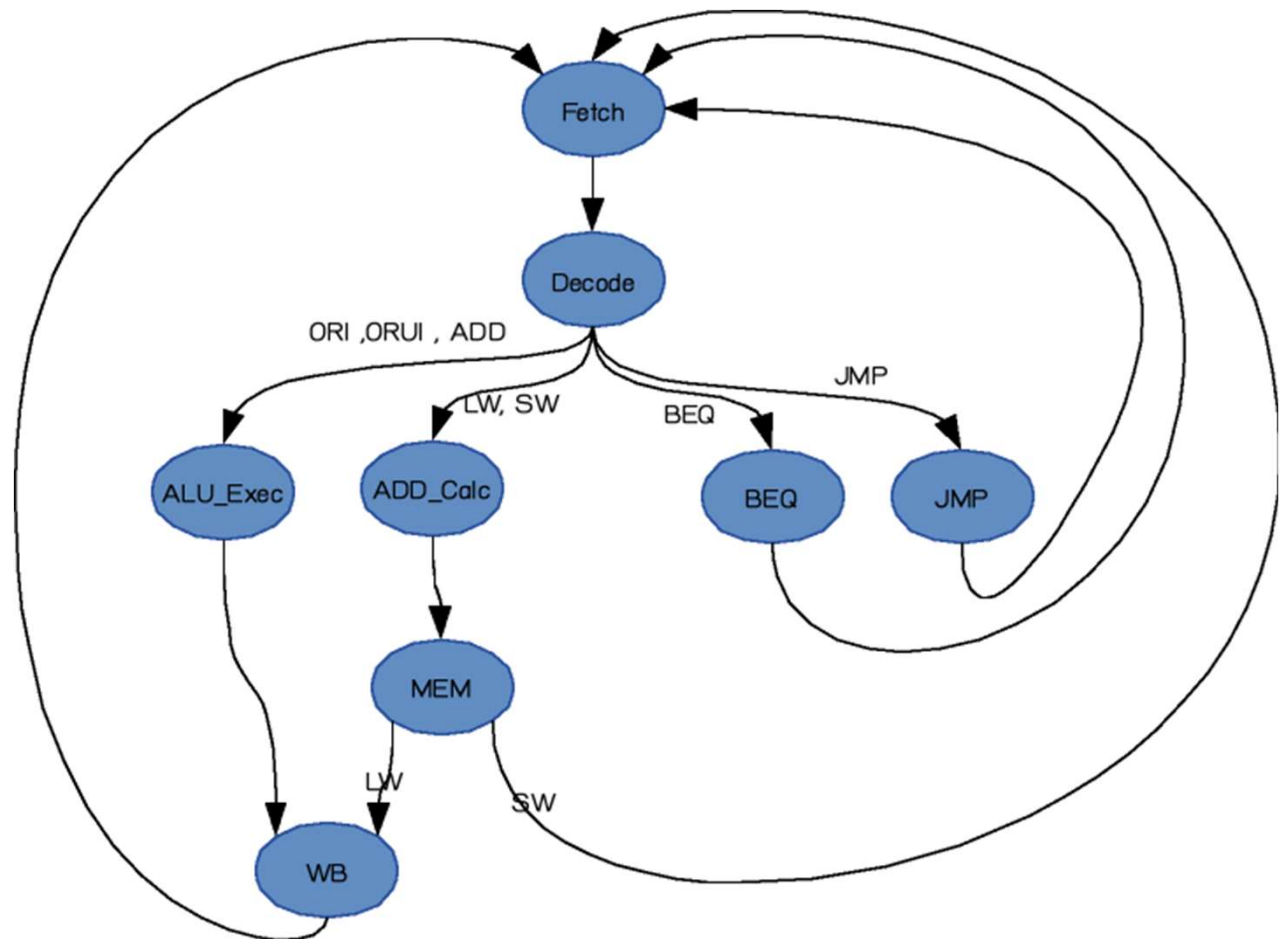 Fetch
Decode
ORI ,ORUI , ADD
JMP
LW, SW
BEQ
ALU_Exec
ADD_Calc
BEQ
JMP
MEM
LW
SW
WB